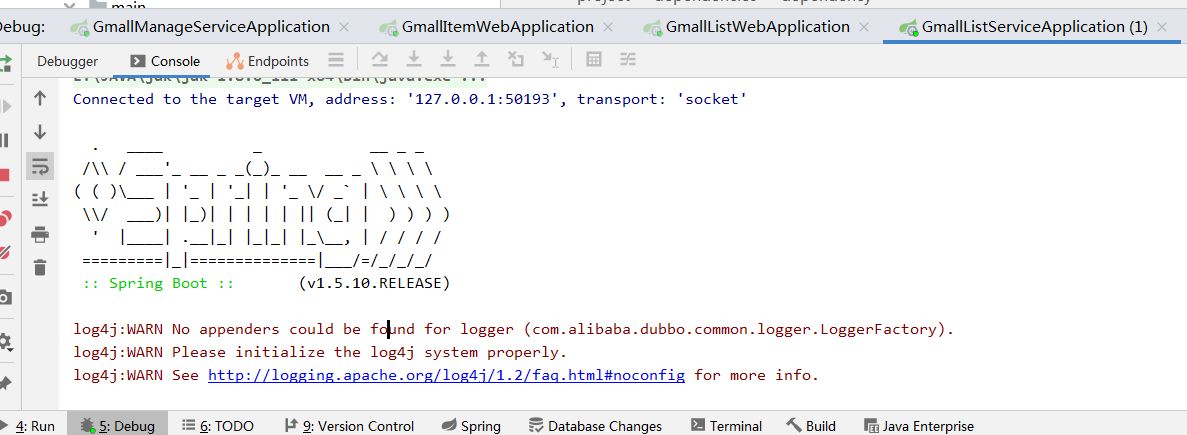 main
project › dependencies › dependency
Debug: GmallManageServiceApplication × GmallItemWebApplication × GmallListWebApplication × GmallListServiceApplication (1) ×
Debugger Console Endpoints
Connected to the target VM, address: '127.0.0.1:50193', transport: 'socket'
  .   ____          _            __ _ _
 /\\ / ___'_ __ _ _(_)_ __  __ _ \ \ \ \
( ( )\___ | '_ | '_| | '_ \/ _` | \ \ \ \
 \\/  ___)| |_)| | | | | || (_| |  ) ) ) )
  '  |____| .__|_| |_|_| |_\__, | / / / /
 =========|_|==============|___/=/_/_/_/
 :: Spring Boot ::       (v1.5.10.RELEASE)
log4j:WARN No appenders could be found for logger (com.alibaba.dubbo.common.logger.LoggerFactory).
log4j:WARN Please initialize the log4j system properly.
log4j:WARN See http://logging.apache.org/log4j/1.2/faq.html#noconfig for more info.
4: Run 5: Debug 6: TODO 9: Version Control Spring Database Changes Terminal Build Java Enterprise